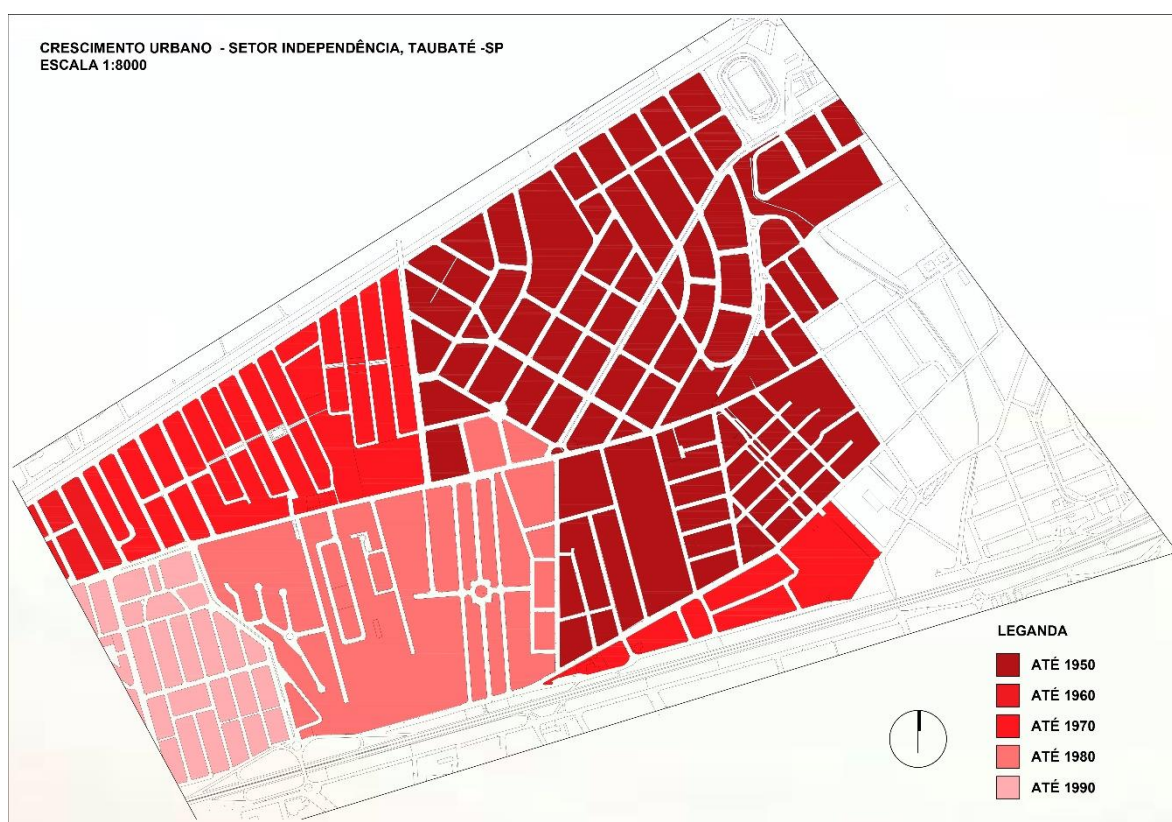 CRESCIMENTO URBANO - SETOR INDEPENDÊNCIA, TAUBATÉ -SP
ESCALA 1:8000
LEGANDA
ATÉ 1950
ATÉ 1960
ATÉ 1970
ATÉ 1980
ATÉ 1990